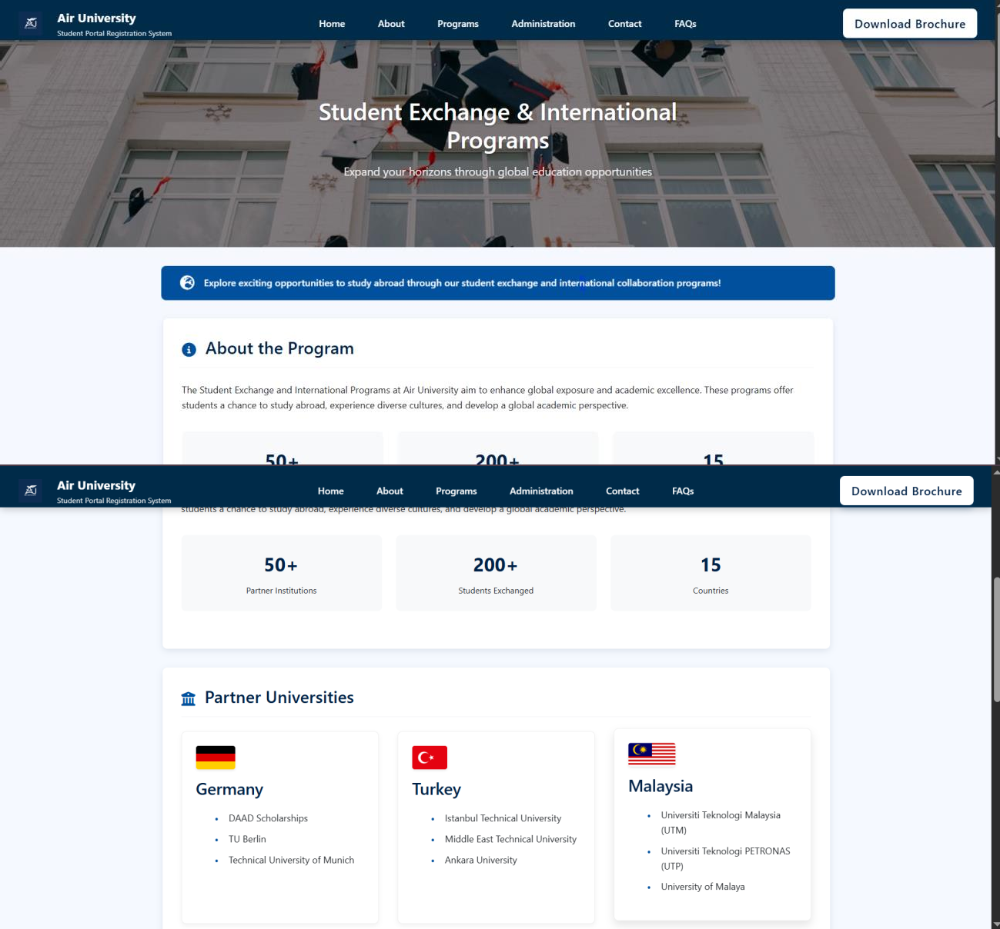 Air University
Student Portal Registration System
Home
About
Programs
Administration
Contact
FAQs
Download Brochure
Student Exchange & International
Programs
Expand your horizons through global education opportunities
Explore exciting opportunities to study abroad through our student exchange and international collaboration programs!
About the Program
The Student Exchange and International Programs at Air University aim to enhance global exposure and academic excellence. These programs offer
students a chance to study abroad, experience diverse cultures, and develop a global academic perspective.
50+
200+
15
Air University
Student Portal Registration System
Home
About
Programs
Administration
Contact
FAQs
Download Brochure
students a chance to study abroad, experience diverse cultures, and develop a global academic perspective.
50+
Partner Institutions
200+
Students Exchanged
15
Countries
Partner Universities
Germany
• DAAD Scholarships
• TU Berlin
• Technical University of Munich
Turkey
• Istanbul Technical University
• Middle East Technical University
• Ankara University
Malaysia
• Universiti Teknologi Malaysia
(UTM)
• Universiti Teknologi PETRONAS
(UTP)
• University of Malaya